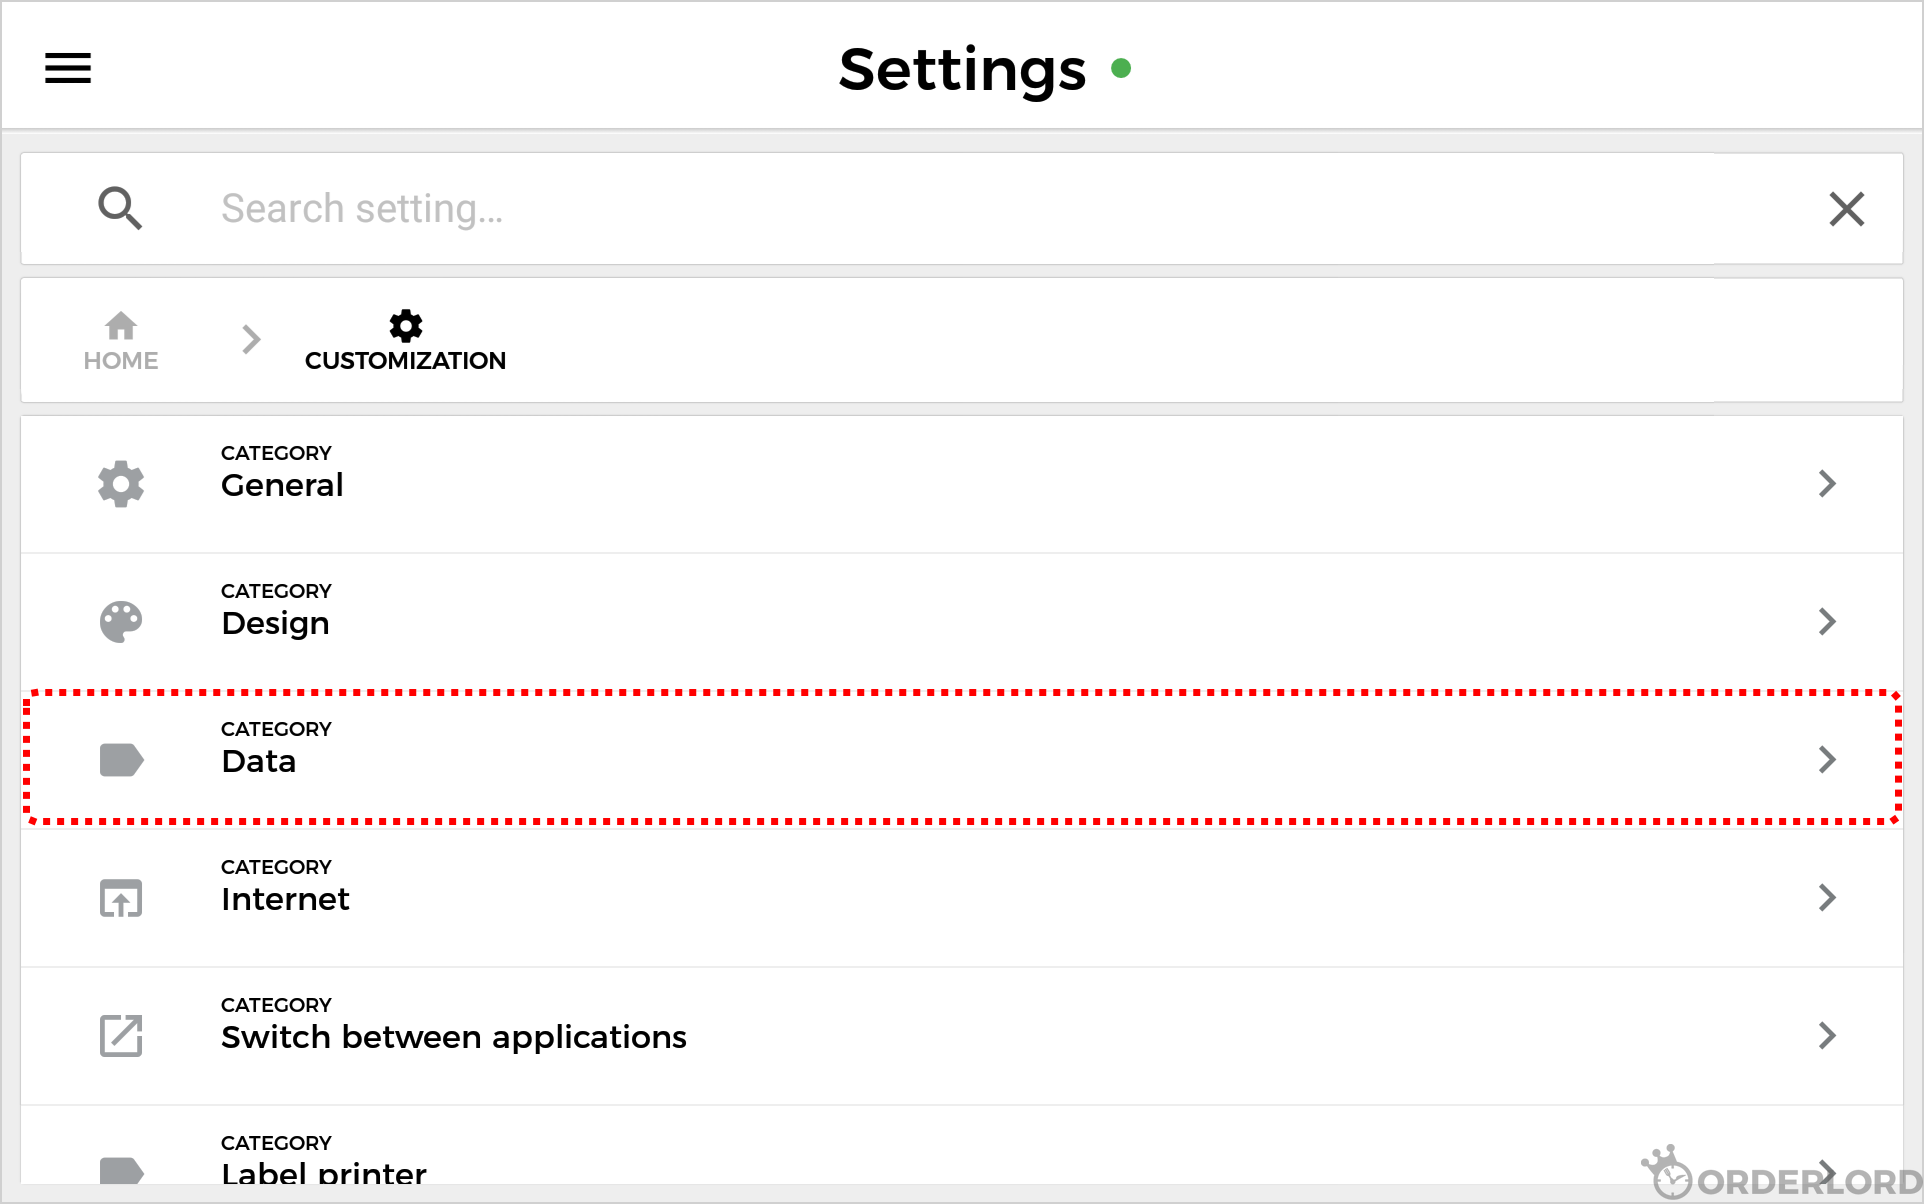 Settings
Search setting...
HOME
CUSTOMIZATION
CATEGORY
General
CATEGORY
Design
CATEGORY
Data
CATEGORY
Internet
CATEGORY
Switch between applications
CATEGORY
Label printer
ORDERLORD